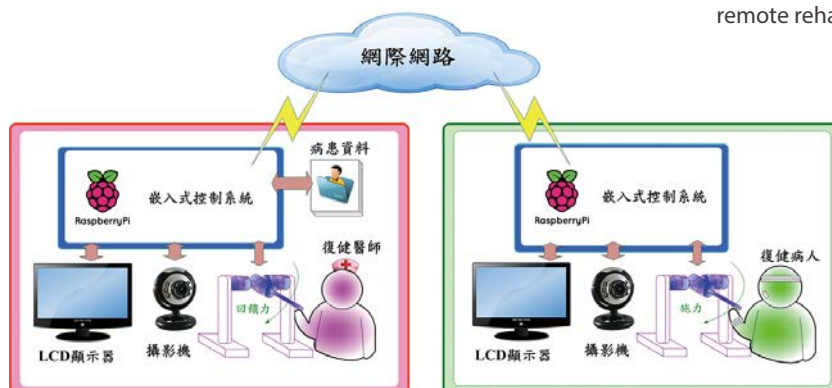 remote reha
網際網路
病患資料
RaspberryPi
嵌入式控制系統
復健醫師
回饋力
LCD顯示器
攝影機
RaspberryPi
嵌入式控制系統
復健病人
施力
LCD顯示器
攝影機